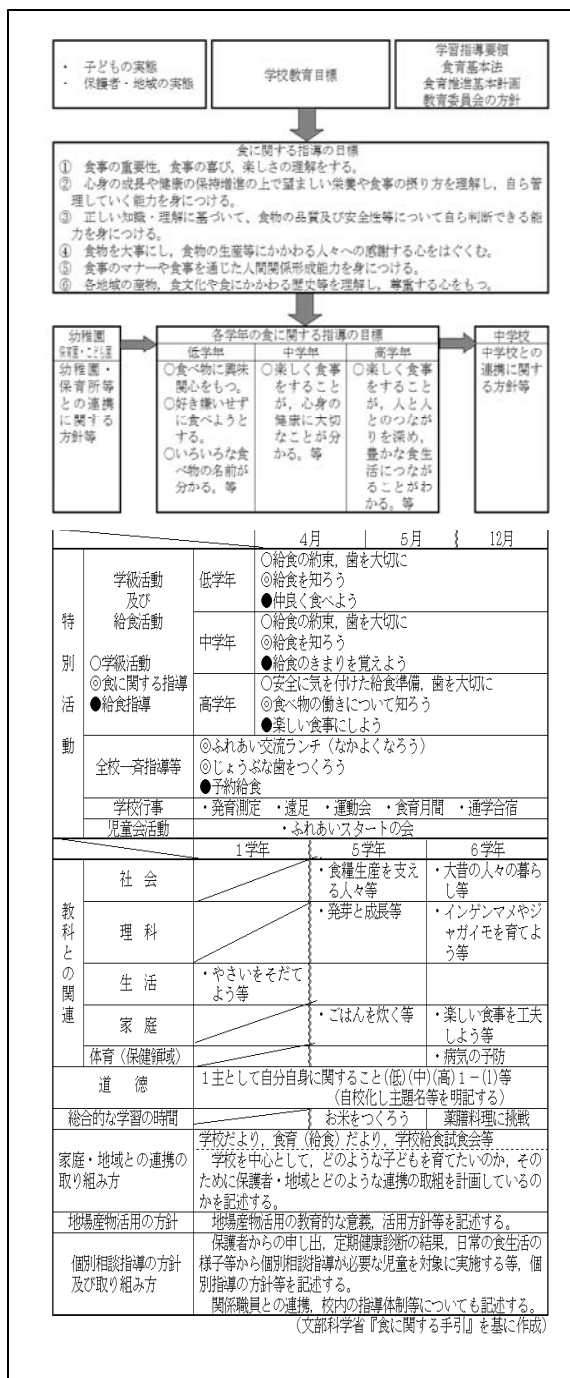 ・ 子どもの実態
・ 保護者・地域の実態
学校教育目標
学習指導要領
食育基本法
食育推進基本計画
教育委員会の方針
食に関する指導の目標
① 食事の重要性，食事の喜び，楽しさの理解をする。
② 心身の成長や健康の保持増進の上で望ましい栄養や食事の摂り方を理解し，自ら管
理していく能力を身につける。
③ 正しい知識・理解に基づいて、食物の品質及び安全性等について自ら判断できる能
力を身につける。
④ 食物を大事にし，食物の生産等にかかわる人々への感謝する心をはぐくむ。
⑤ 食事のマナーや食事を通じた人間関係形成能力を身につける。
⑥ 各地域の産物，食文化や食にかかわる歴史等を理解し，尊重する心をもつ。
幼稚園
保育園・こども園
幼稚園・
保育所等
との連携
に関する
方針等
各学年の食に関する指導の目標
低学年
○食べ物に興味
関心をもつ。
○好き嫌いせず
に食べようと
する。
○いろいろな食
べ物の名前が
分かる。等
中学年
○楽しく食事
をすること
が，心身の
健康に大切
なことが分
かる。等
高学年
○楽しく食事
をすること
が，人と人
とのつなが
りを深め，
豊かな食生
活につなが
ることがわ
かる。等
中学校
中学校との
連携に関す
る方針等
4月 5月 12月
特別活動
学級活動
及び
給食活動
○学級活動
◎食に関する指導
●給食指導
低学年
○給食の約束，歯を大切に
◎給食を知ろう
●仲良く食べよう
中学年
○給食の約束，歯を大切に
◎給食を知ろう
●給食のきまりを覚えよう
高学年
○安全に気を付けた給食準備，歯を大切に
◎食べ物の働きについて知ろう
●楽しい食事にしよう
全校一斉指導等
◎ふれあい交流ランチ（なかよくなろう）
◎じょうぶな歯をつくろう
●予約給食
学校行事
・発育測定 ・遠足 ・運動会 ・食育月間 ・通学合宿
児童会活動
・ふれあいスタートの会
1学年 5学年 6学年
教科との関連
社 会
・食糧生産を支え
る人々等
・大昔の人々の暮ら
し等
理 科
・発芽と成長等
・インゲンマメやジ
ャガイモを育てよ
う等
生 活
・やさいをそだて
よう等
家 庭
・ごはんを炊く等
・楽しい食事を工夫
しよう等
体育（保健領域）
・病気の予防
道 徳
1主として自分自身に関すること(低)(中)(高)1－(1)等
(自校化し主題名等を明記する)
総合的な学習の時間
お米をつくろう 薬膳料理に挑戦
家庭・地域との連携の
取り組み方
学校だより，食育（給食）だより，学校給食試食会等
学校を中心として，どのような子どもを育てたいのか，その
ために保護者・地域とどのような連携の取組を計画しているの
かを記述する。
地場産物活用の方針
地場産物活用の教育的な意義，活用方針等を記述する。
個別相談指導の方針
及び取り組み方
保護者からの申し出，定期健康診断の結果，日常の食生活の
様子等から個別相談指導が必要な児童を対象に実施する等，個
別指導の方針等を記述する。
関係職員との連携，校内の指導体制等についても記述する。
(文部科学省『食に関する手引』を基に作成)